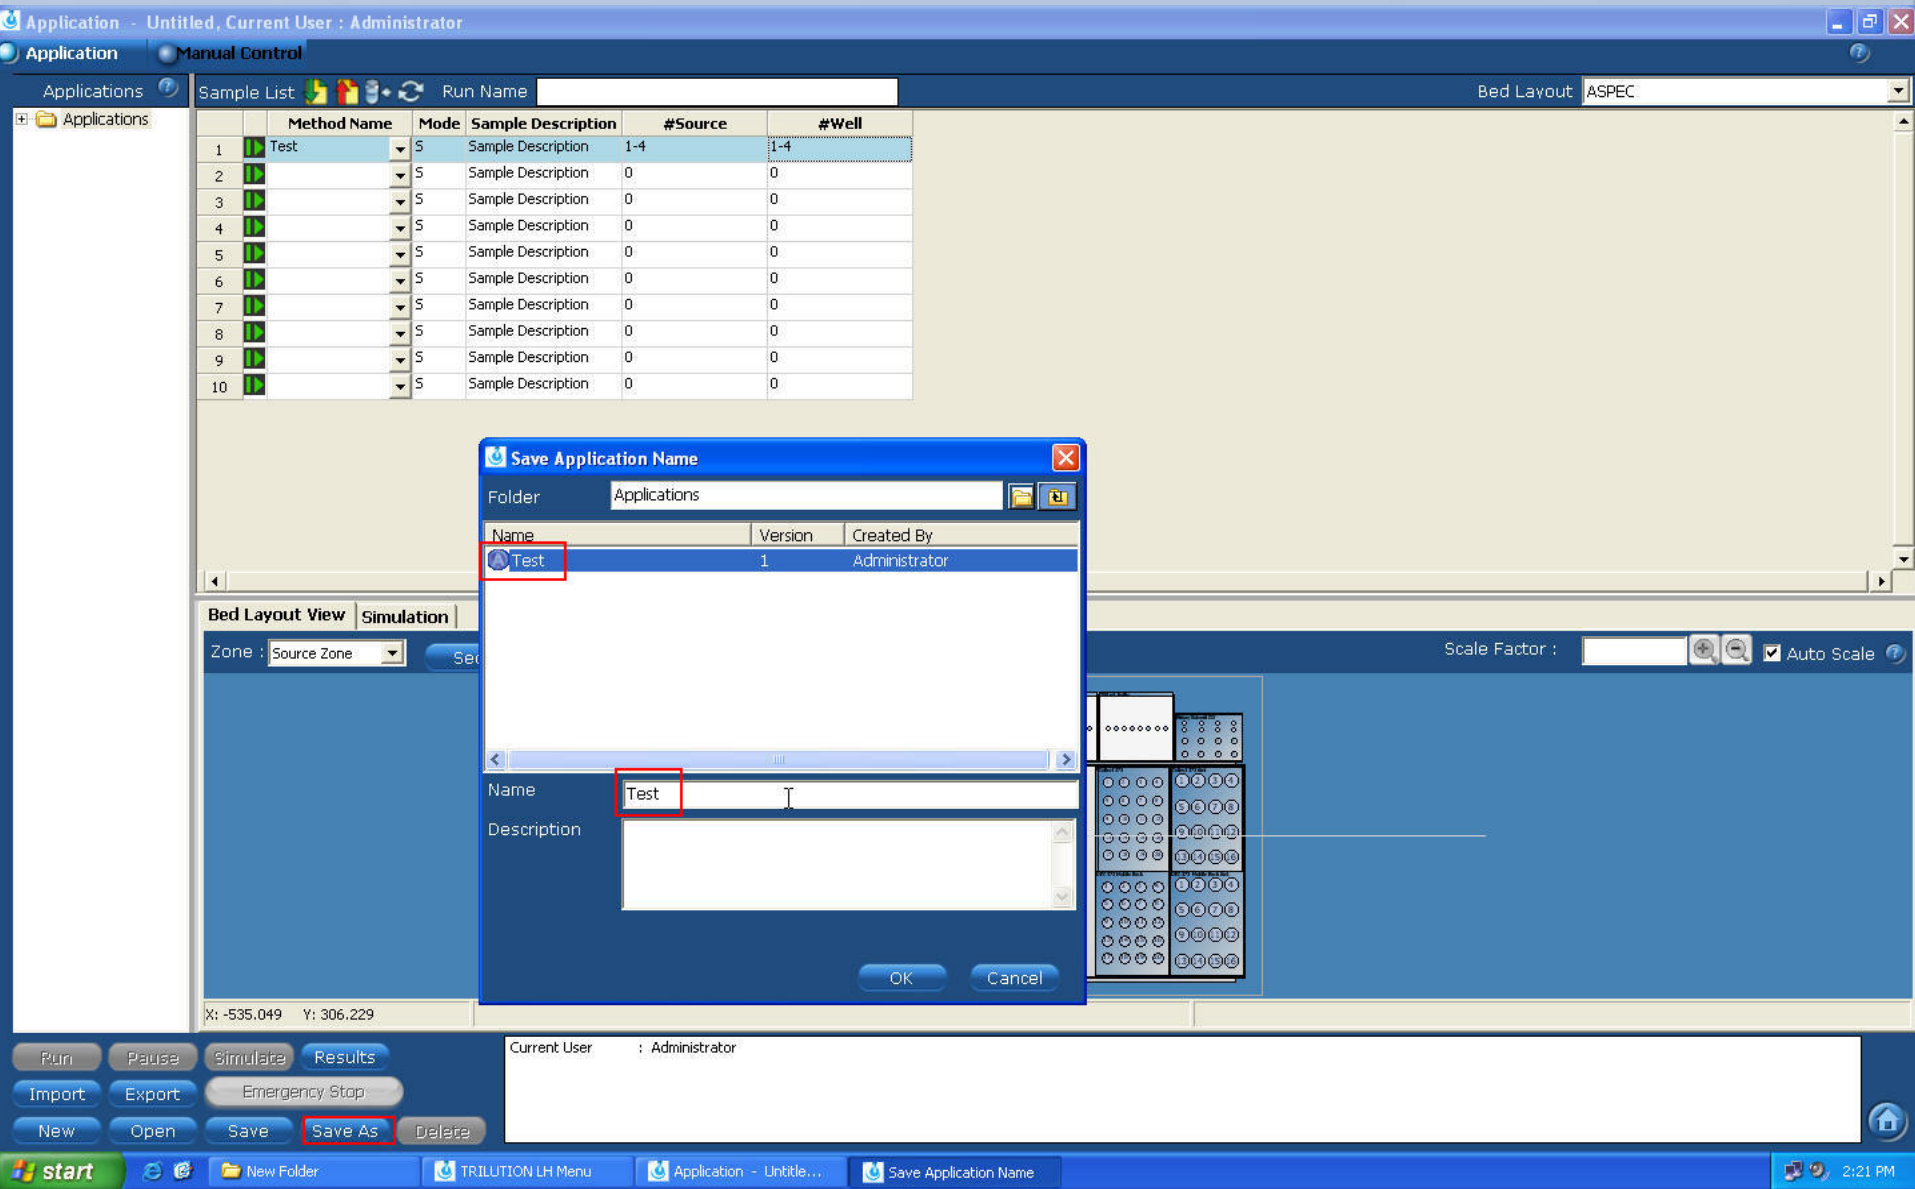 Application - Untitled, Current User : Administrator
Application Manual Control
Applications Sample List Run Name Bed Layout ASPEC
Applications
Method Name Mode Sample Description #Source #Well
1 Test S Sample Description 1-4 1-4
2 S Sample Description 0 0
3 S Sample Description 0 0
4 S Sample Description 0 0
5 S Sample Description 0 0
6 S Sample Description 0 0
7 S Sample Description 0 0
8 S Sample Description 0 0
9 S Sample Description 0 0
10 S Sample Description 0 0
Save Application Name
Folder Applications
Name Version Created By
Test 1 Administrator
Name Test
Description
OK Cancel
Bed Layout View Simulation
Zone : Source Zone Sec
Scale Factor : Auto Scale
X: -535.049 Y: 306.229
Run Pause Simulate Results
Import Export Emergency Stop
New Open Save Save As Delete
Current User : Administrator
start New Folder TRILUTION LH Menu Application - Untitle... Save Application Name 2:21 PM